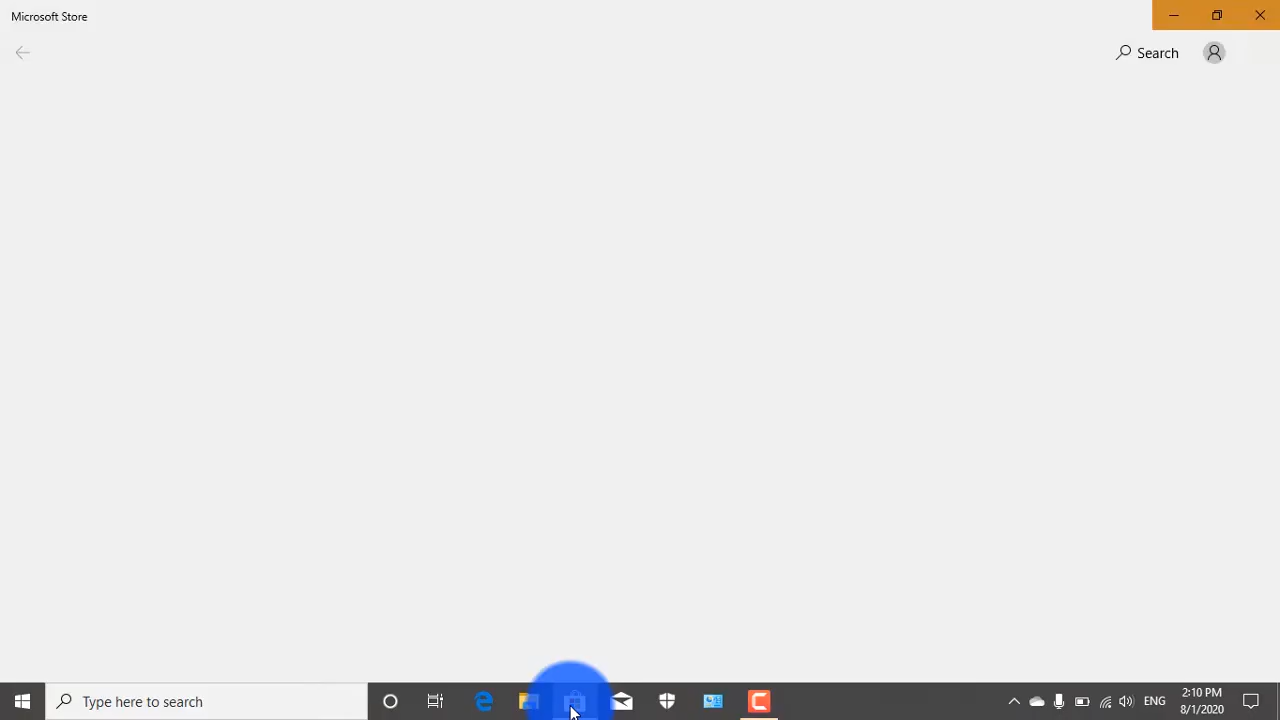 Microsoft Store
Search
Type here to search
ENG
2:10 PM
8/1/2020